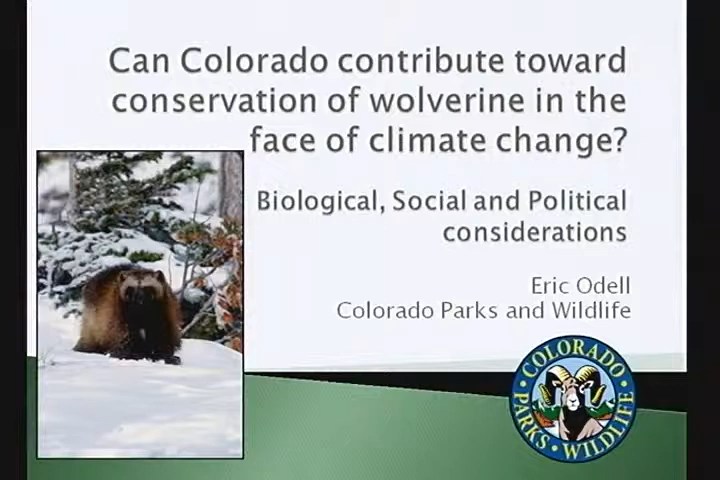 Can Colorado contribute toward
conservation of wolverine in the
face of climate change?
Biological, Social and Political
considerations
Eric Odell
Colorado Parks and Wildlife
COLORADO
PARKS • WILDLIFE